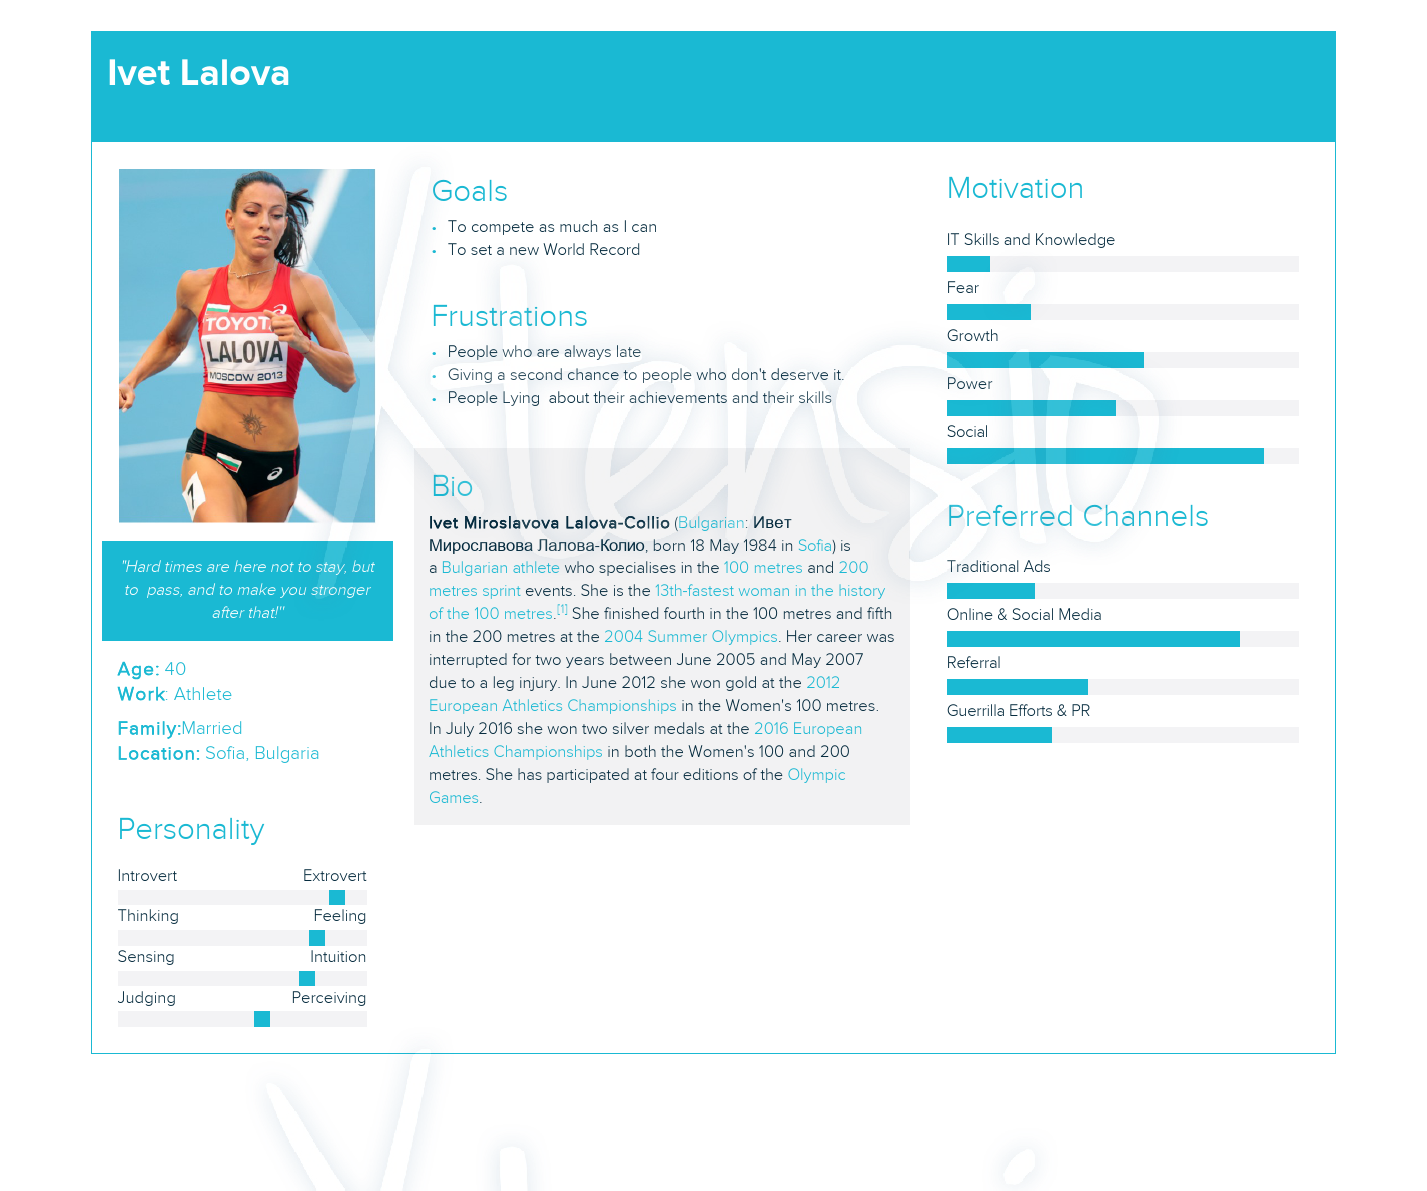 Ivet Lalova
TOYOTA
LALOVA
MOSCOW 2013
1
"Hard times are here not to stay, but
to  pass, and to make you stronger
after that!"
Age: 40
Work: Athlete
Family:Married
Location: Sofia, Bulgaria
Personality
Introvert Extrovert
Thinking Feeling
Sensing Intuition
Judging Perceiving
Goals
• To compete as much as I can
• To set a new World Record
Frustrations
• People who are always late
• Giving a second chance to people who don't deserve it.
• People Lying  about their achievements and their skills
Bio
Ivet Miroslavova Lalova-Collio (Bulgarian: Ивет
Мирославова Лалова-Колио, born 18 May 1984 in Sofia) is
a Bulgarian athlete who specialises in the 100 metres and 200
metres sprint events. She is the 13th-fastest woman in the history
of the 100 metres.[1] She finished fourth in the 100 metres and fifth
in the 200 metres at the 2004 Summer Olympics. Her career was
interrupted for two years between June 2005 and May 2007
due to a leg injury. In June 2012 she won gold at the 2012
European Athletics Championships in the Women's 100 metres.
In July 2016 she won two silver medals at the 2016 European
Athletics Championships in both the Women's 100 and 200
metres. She has participated at four editions of the Olympic
Games.
Motivation
IT Skills and Knowledge
Fear
Growth
Power
Social
Preferred Channels
Traditional Ads
Online & Social Media
Referral
Guerrilla Efforts & PR
Xtensio